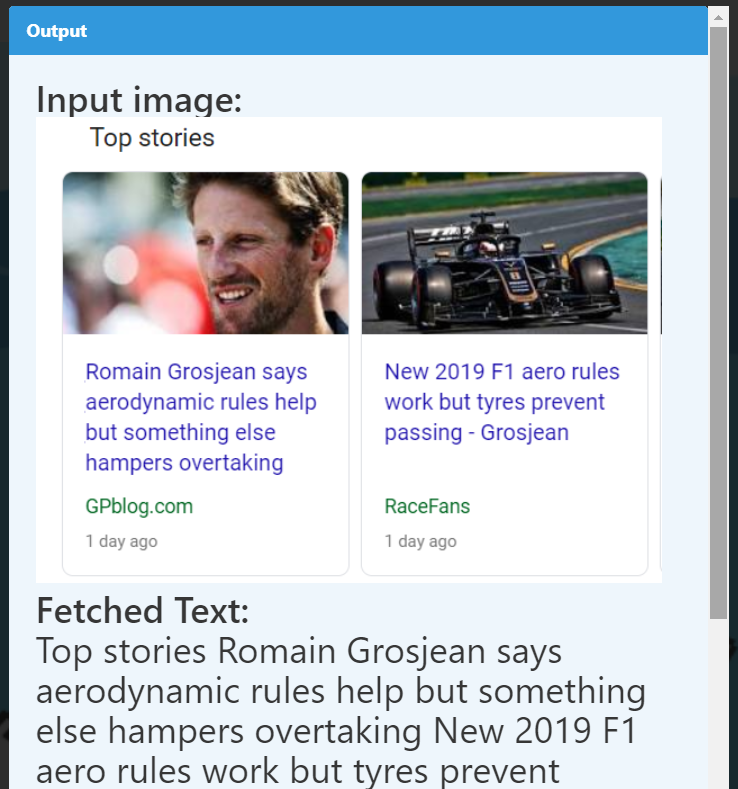 Output
Input image:
Top stories
Romain Grosjean says
aerodynamic rules help
but something else
hampers overtaking
GPblog.com
1 day ago
New 2019 F1 aero rules
work but tyres prevent
passing - Grosjean
RaceFans
1 day ago
8
Fetched Text:
Top stories Romain Grosjean says
aerodynamic rules help but something
else hampers overtaking New 2019 F1
aero rules work but tyres prevent